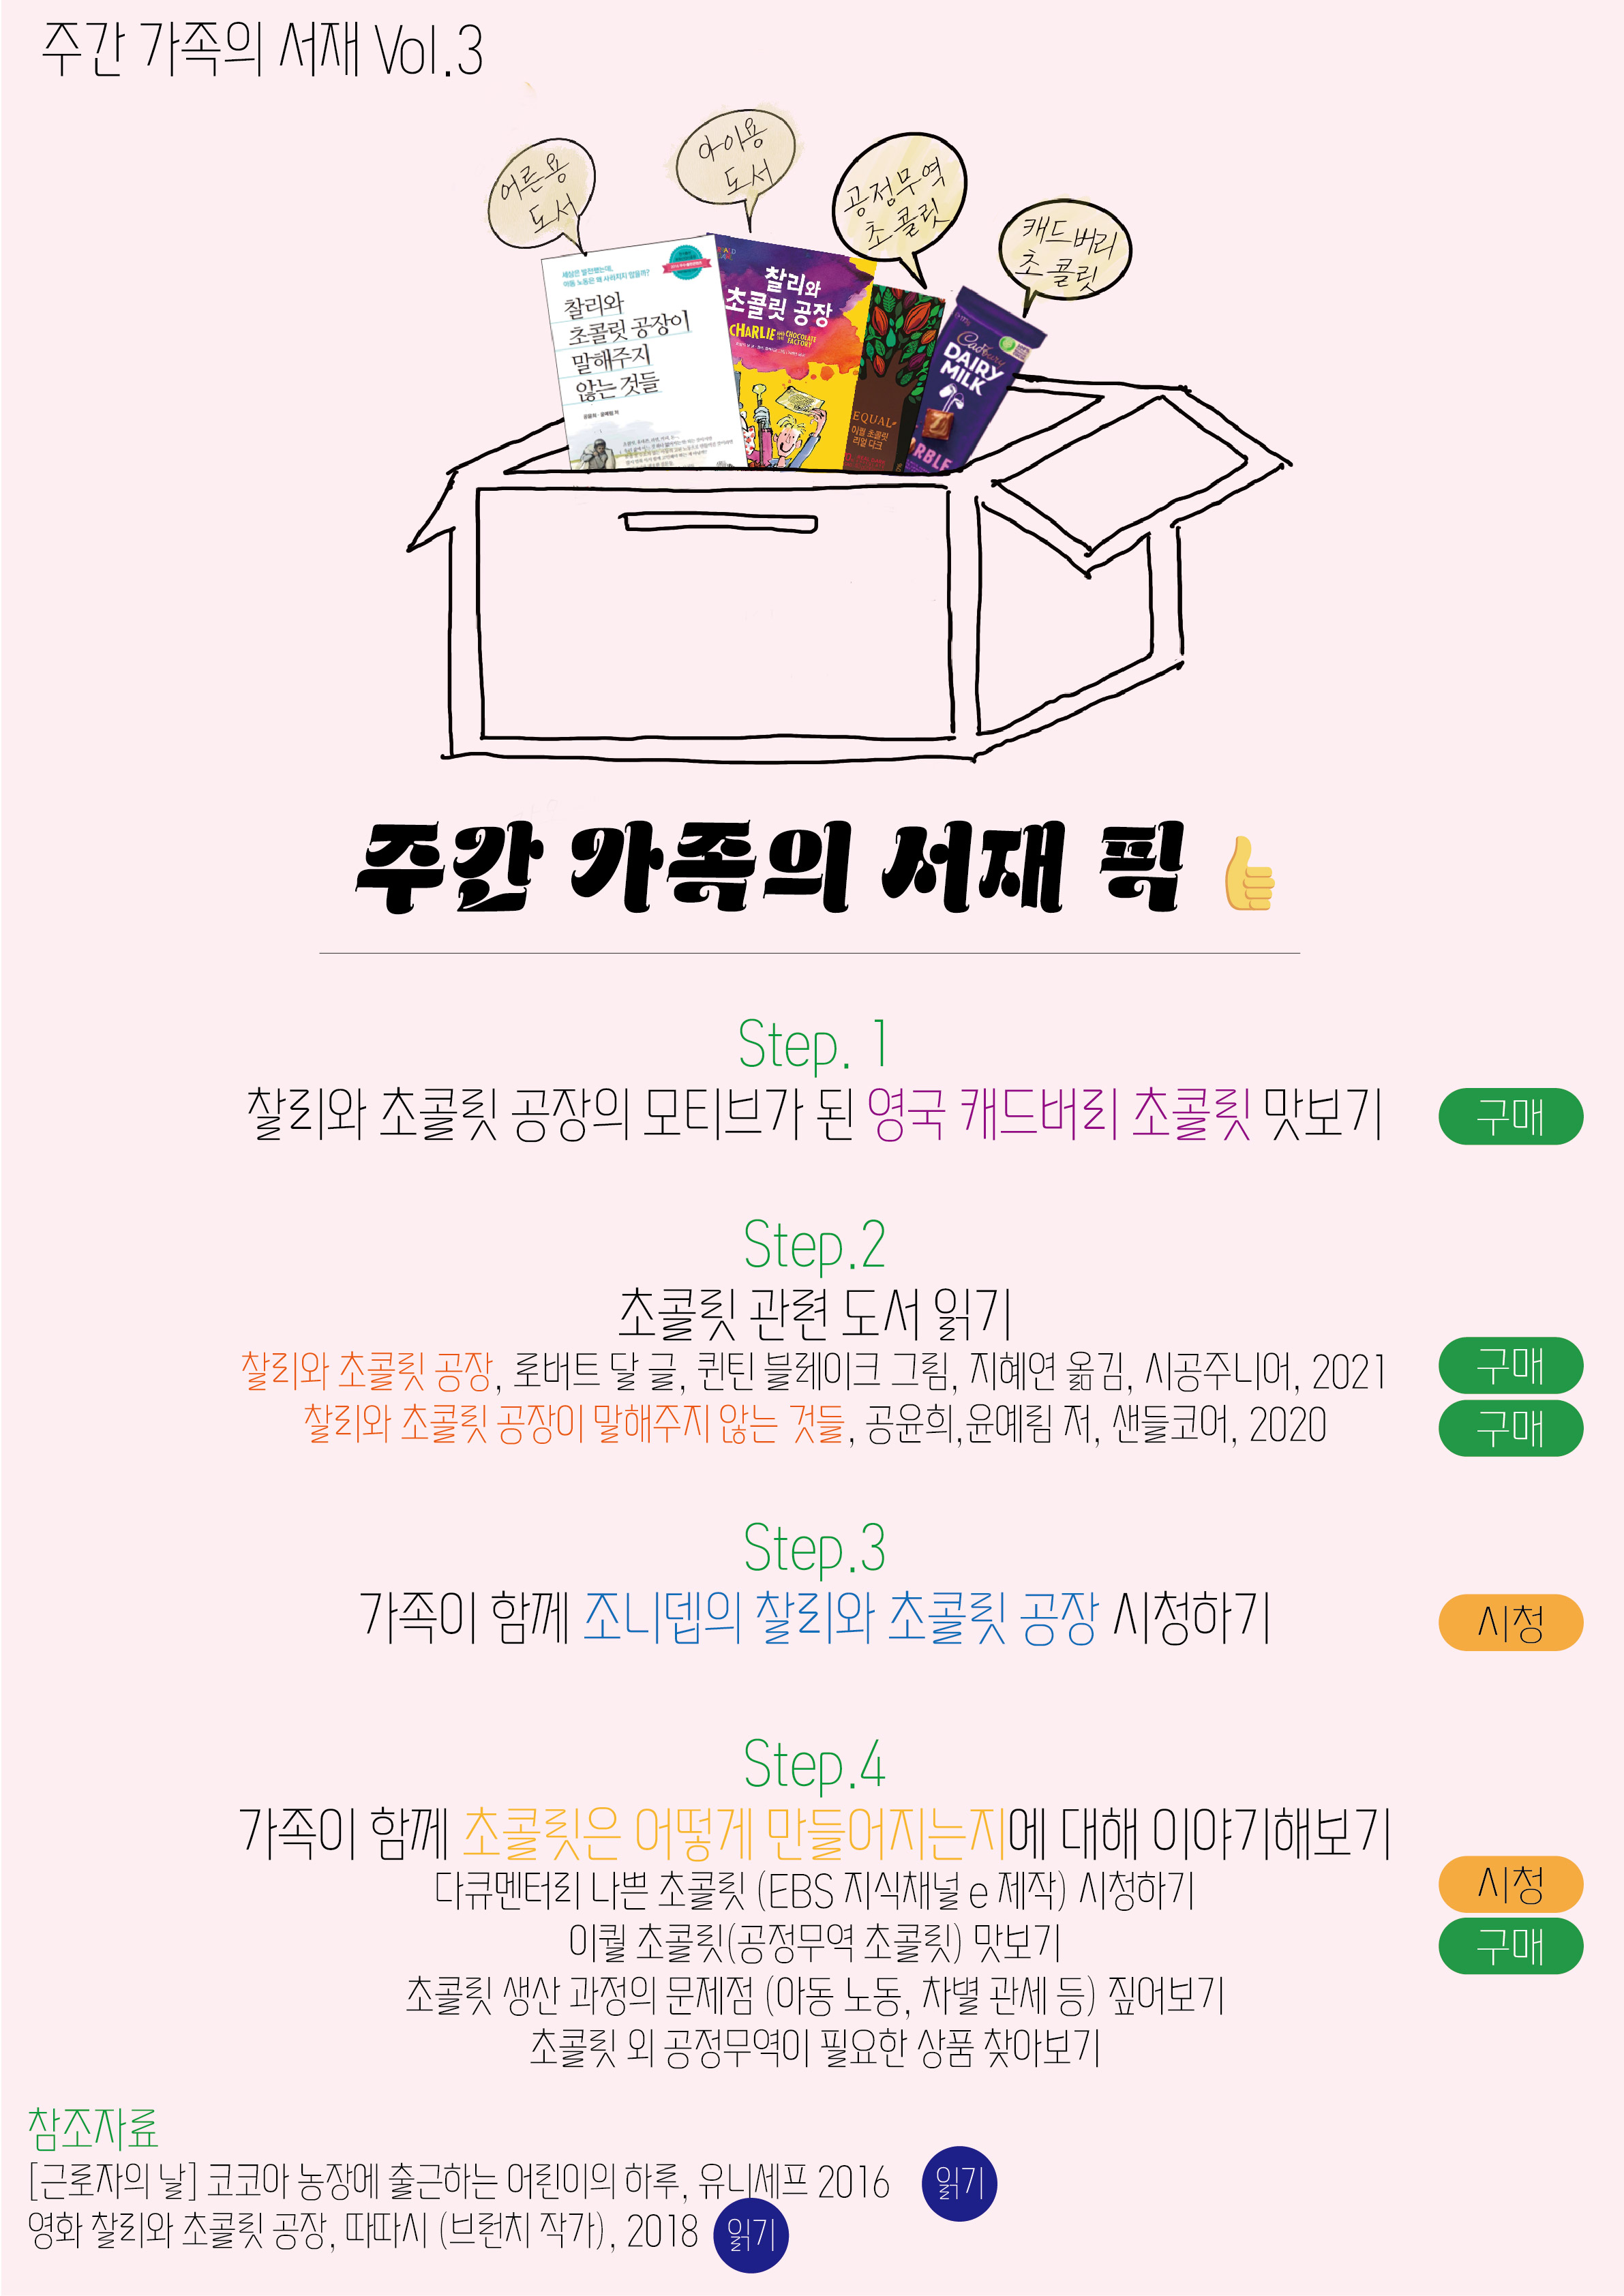 주간 가족의 서재 Vol.3
어른용
도서
아이용
도서
공정무역
초콜릿
캐드버리
초콜릿
세상은 발전했는데,
아동 노동은 왜 사라지지 않을까?
찰리와
초콜릿 공장이
말해주지
않는 것들
공윤희·윤예림 저
찰리와
초콜릿 공장
CHARLIE AND THE CHOCOLATE FACTORY
EQUAL
이퀄 초콜릿
리얼 다크
Cadbury
DAIRY
MILK
주간 가족의 서재 픽
Step. 1
찰리와 초콜릿 공장의 모티브가 된 영국 캐드버리 초콜릿 맛보기
구매
Step.2
초콜릿 관련 도서 읽기
찰리와 초콜릿 공장, 로버트 달 글, 퀸틴 블레이크 그림, 지혜연 옮김, 시공주니어, 2021
구매
찰리와 초콜릿 공장이 말해주지 않는 것들, 공윤희,윤예림 저, 샌들코어, 2020
구매
Step.3
가족이 함께 조니뎁의 찰리와 초콜릿 공장 시청하기
시청
Step.4
가족이 함께 초콜릿은 어떻게 만들어지는지에 대해 이야기해보기
다큐멘터리 나쁜 초콜릿 (EBS 지식채널 e 제작) 시청하기
시청
이퀄 초콜릿(공정무역 초콜릿) 맛보기
구매
초콜릿 생산 과정의 문제점 (아동 노동, 차별 관세 등) 짚어보기
초콜릿 외 공정무역이 필요한 상품 찾아보기
참조자료
[근로자의 날] 코코아 농장에 출근하는 어린이의 하루, 유니세프 2016
읽기
영화 찰리와 초콜릿 공장, 따따시 (브런치 작가), 2018
읽기